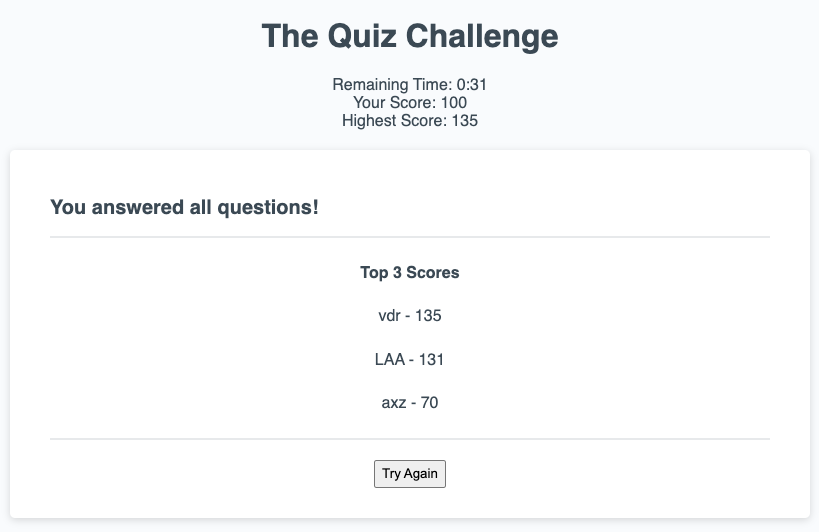 The Quiz Challenge
Remaining Time: 0:31
Your Score: 100
Highest Score: 135
You answered all questions!
Top 3 Scores
vdr - 135
LAA - 131
axz - 70
Try Again